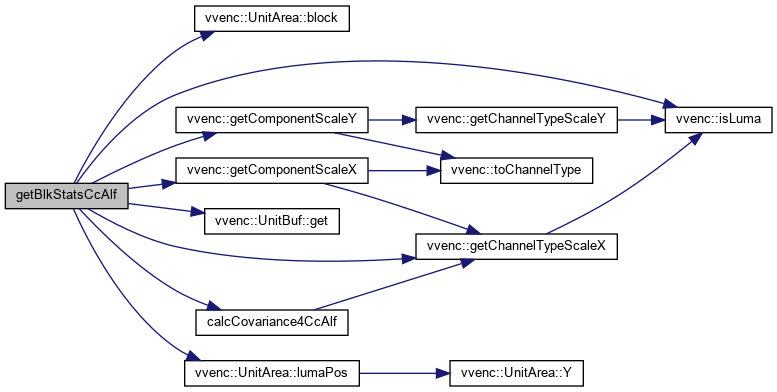 vvenc::UnitArea::block
vvenc::getComponentScaleY
vvenc::getChannelTypeScaleY
vvenc::isLuma
vvenc::getComponentScaleX
vvenc::toChannelType
getBlkStatsCcAlf
vvenc::UnitBuf::get
vvenc::getChannelTypeScaleX
calcCovariance4CcAlf
vvenc::UnitArea::lumaPos
vvenc::UnitArea::Y